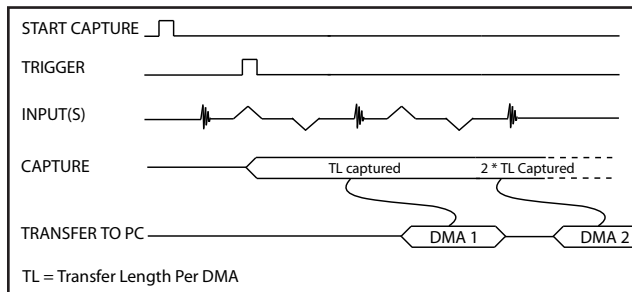 START CAPTURE
TRIGGER
INPUT(S)
CAPTURE
TL captured
2 * TL Captured
TRANSFER TO PC
DMA 1
DMA 2
TL = Transfer Length Per DMA